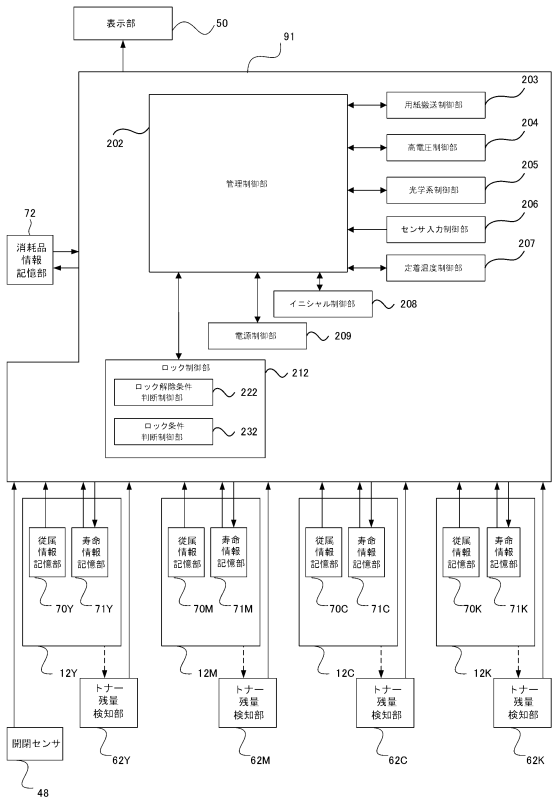 表示部
50
91
202
管理制御部
用紙搬送制御部
203
高電圧制御部
204
光学系制御部
205
センサ入力制御部
206
定着温度制御部
207
72
消耗品
情報
記憶部
イニシャル制御部
208
電源制御部
209
ロック制御部
212
ロック解除条件
判断制御部
222
ロック条件
判断制御部
232
従属
情報
記憶部
寿命
情報
記憶部
従属
情報
記憶部
寿命
情報
記憶部
従属
情報
記憶部
寿命
情報
記憶部
従属
情報
記憶部
寿命
情報
記憶部
70Y
71Y
70M
71M
70C
71C
70K
71K
12Y
12M
12C
12K
トナー
残量
検知部
トナー
残量
検知部
トナー
残量
検知部
トナー
残量
検知部
開閉センサ
62Y
62M
62C
62K
48